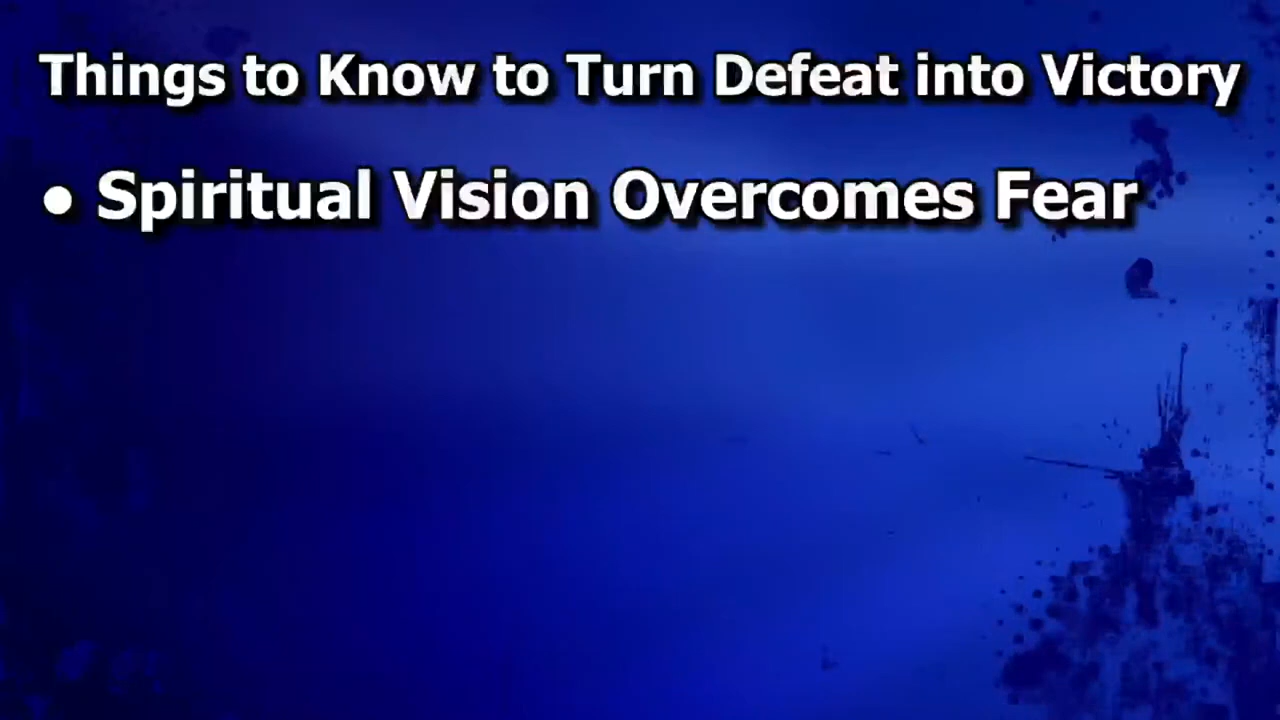 Things to Know to Turn Defeat into Victory
● Spiritual Vision Overcomes Fear